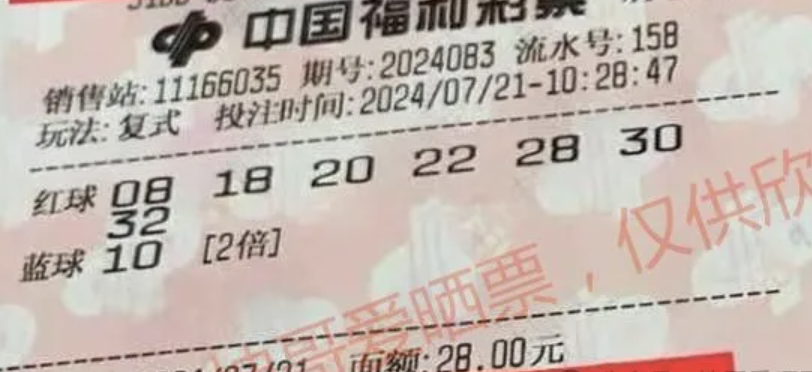 中国福利彩票
销售站:11166035 期号:2024083 流水号:158
玩法:复式 投注时间:2024/07/21-10:28:47
红球 08 18 20 22 28 30
32
蓝球 10 [2倍]
哥爱晒票,仅供欣
07/21 面额:28.00元